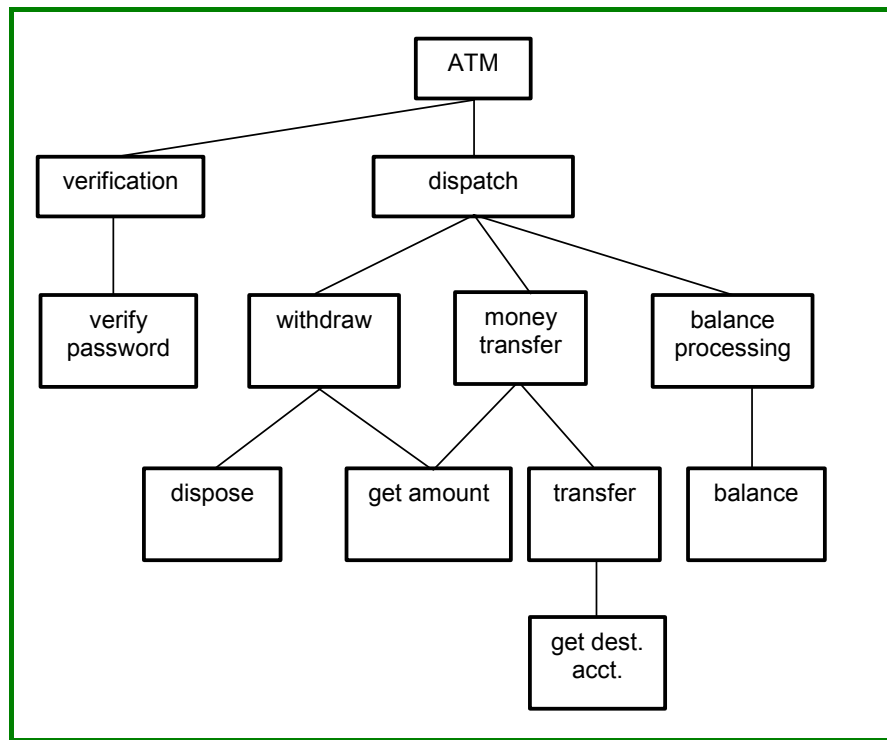 ATM
verification
dispatch
verify
password
withdraw
money
transfer
balance
processing
dispose
get amount
transfer
balance
get dest.
acct.